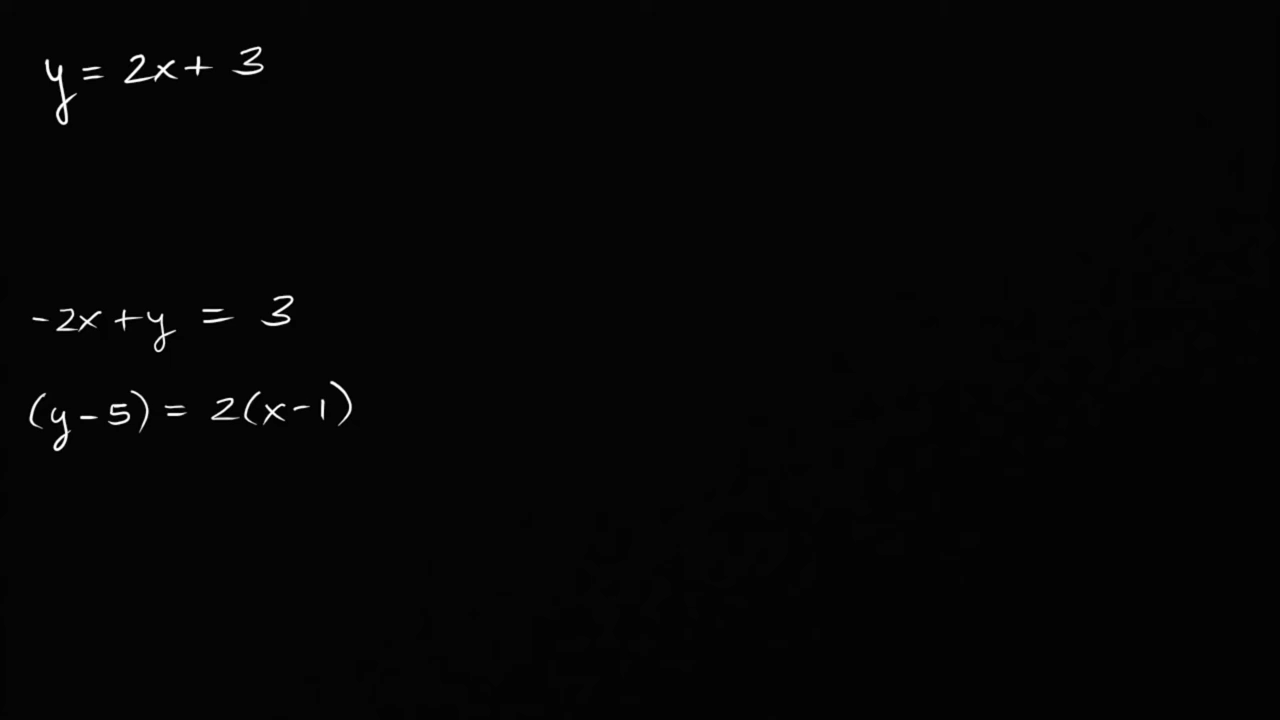 y = 2x + 3
-2x + y = 3
(y - 5) = 2(x - 1)